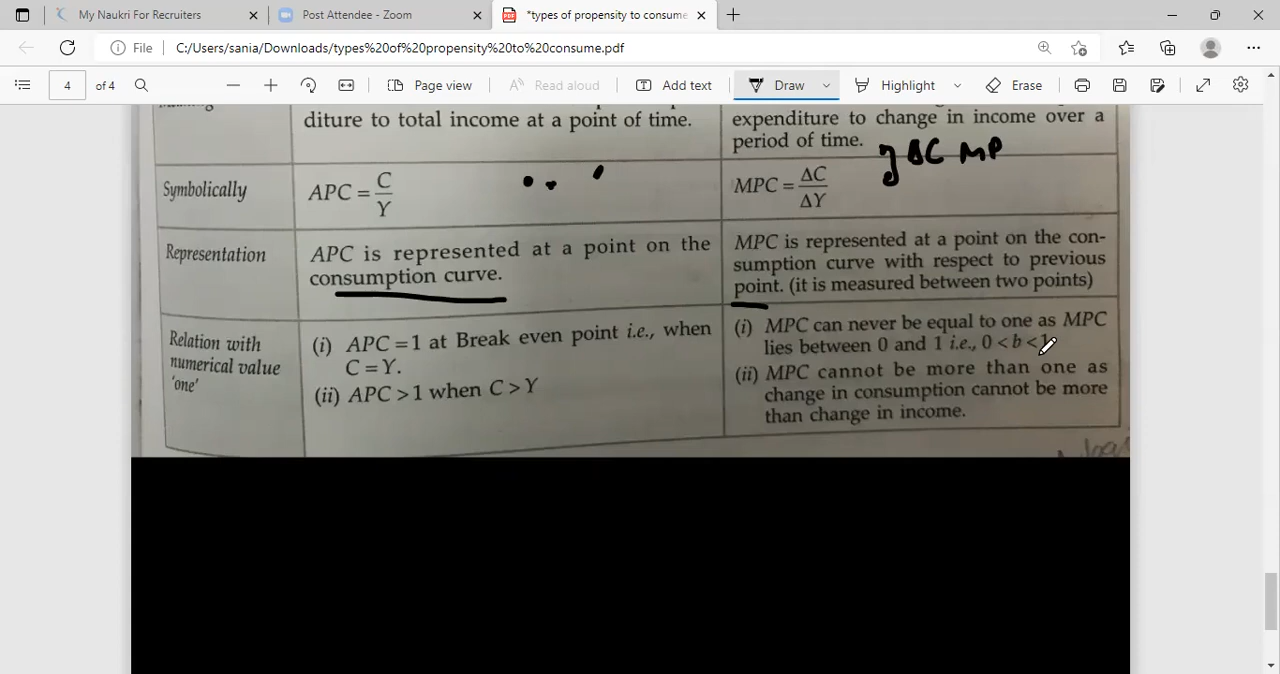 My Naukri For Recruiters
Post Attendee - Zoom
*types of propensity to consume
File
C:/Users/sania/Downloads/types%20of%20propensity%20to%20consume.pdf
4 of 4
Page view
Read aloud
Add text
Draw
Highlight
Erase
diture to total income at a point of time.
expenditure to change in income over a
period of time.
y ΔC MP
Symbolically
APC = C/Y
MPC = ΔC/ΔY
Representation
APC is represented at a point on the
consumption curve.
MPC is represented at a point on the con-
sumption curve with respect to previous
point. (it is measured between two points)
Relation with
numerical value
'one'
(i) APC = 1 at Break even point i.e., when
C = Y.
(ii) APC > 1 when C > Y
(i) MPC can never be equal to one as MPC
lies between 0 and 1 i.e., 0 < b < 1
(ii) MPC cannot be more than one as
change in consumption cannot be more
than change in income.